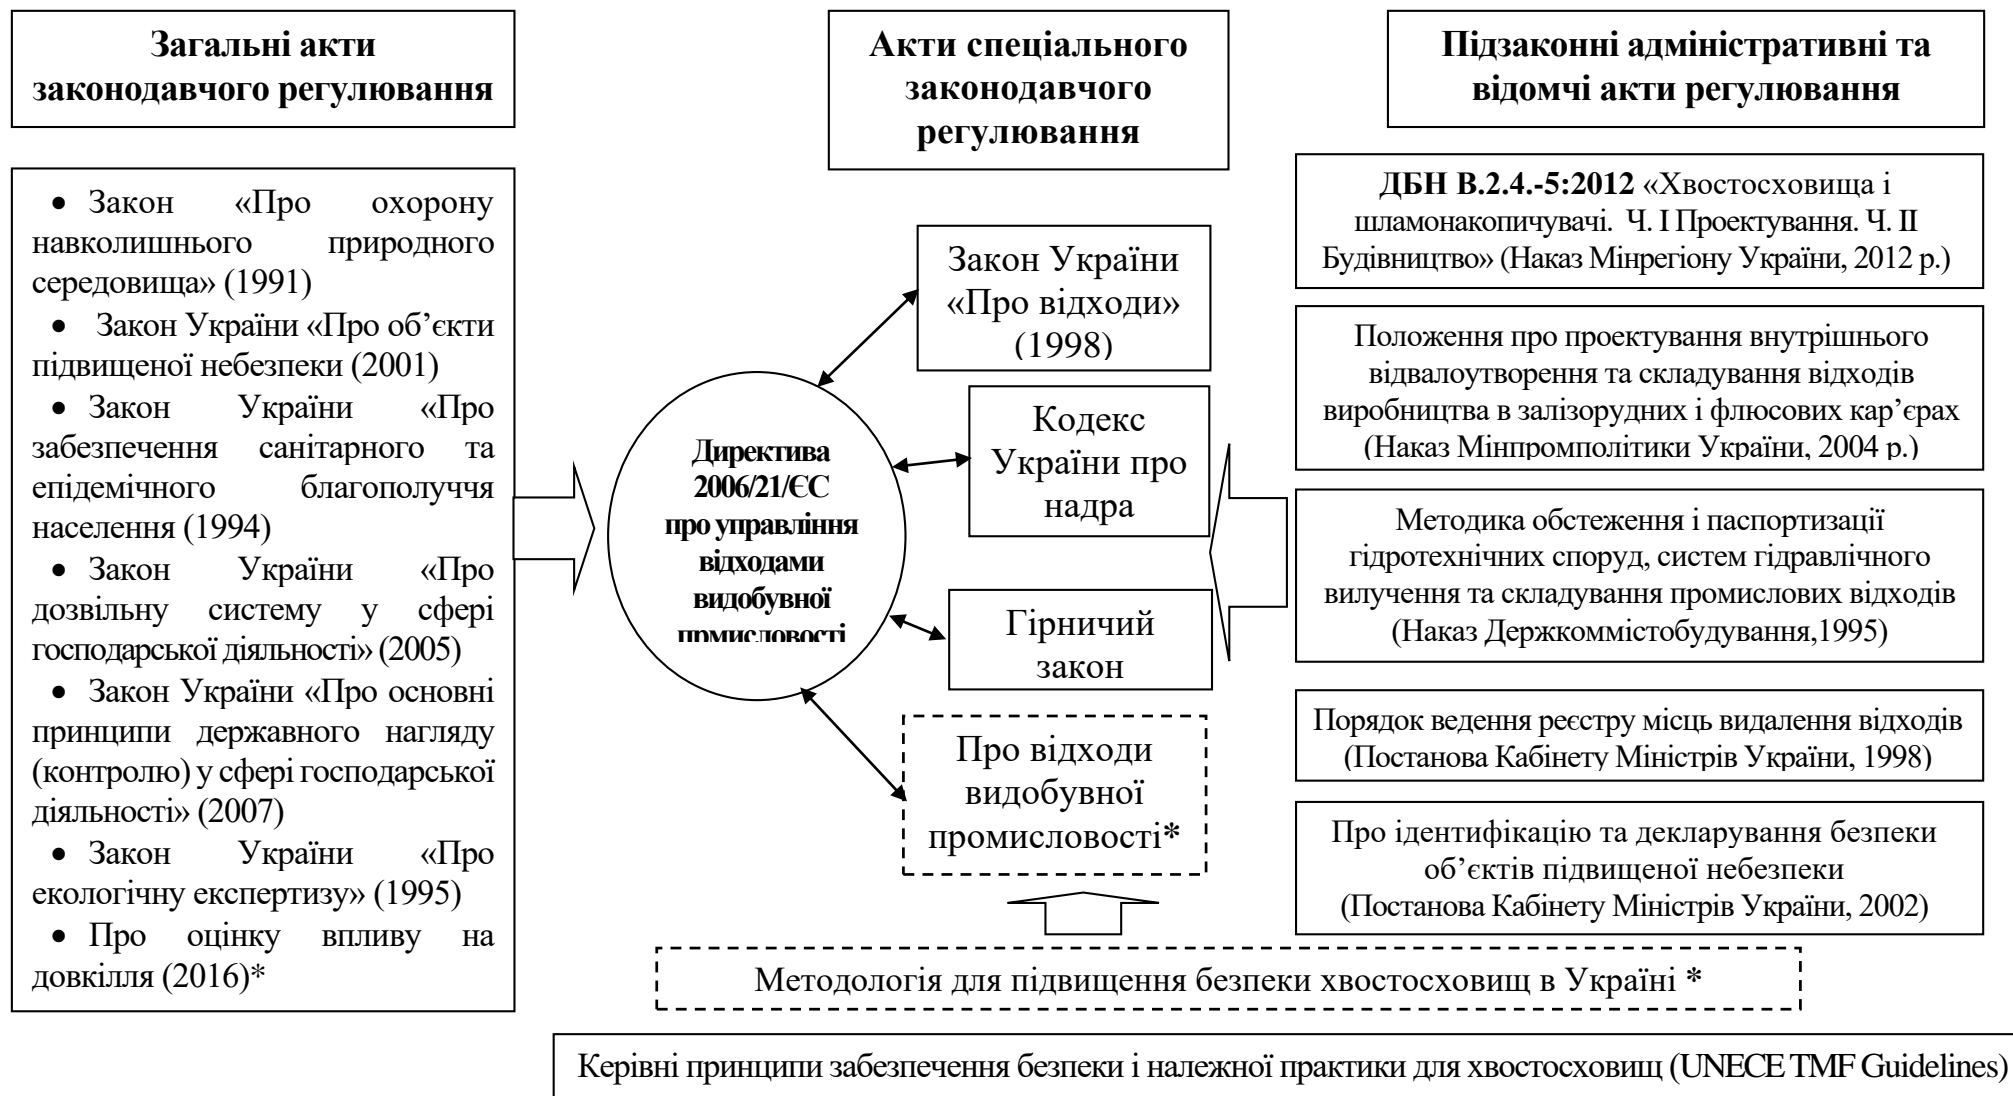 Загальні акти
законодавчого регулювання
Акти спеціального
законодавчого
регулювання
Підзаконні адміністративні та
відомчі акти регулювання
• Закон «Про охорону
навколишнього природного
середовища» (1991)
• Закон України «Про об’єкти
підвищеної небезпеки (2001)
• Закон України «Про
забезпечення санітарного та
епідемічного благополуччя
населення (1994)
• Закон України «Про
дозвільну систему у сфері
господарської діяльності» (2005)
• Закон України «Про основні
принципи державного нагляду
(контролю) у сфері господарської
діяльності» (2007)
• Закон України «Про
екологічну експертизу» (1995)
• Про оцінку впливу на
довкілля (2016)*
Директива
2006/21/ЄС
про управління
відходами
видобувної
прмисловості
Закон України
«Про відходи»
(1998)
Кодекс
України про
надра
Гірничий
закон
Про відходи
видобувної
промисловості*
ДБН В.2.4.-5:2012 «Хвостосховища і
шламонакопичувачі. Ч. І Проектування. Ч. ІІ
Будівництво» (Наказ Мінрегіону України, 2012 р.)
Положення про проектування внутрішнього
відвалоутворення та складування відходів
виробництва в залізорудних і флюсових кар’єрах
(Наказ Мінпромполітики України, 2004 р.)
Методика обстеження і паспортизації
гідротехнічних споруд, систем гідравлічного
вилучення та складування промислових відходів
(Наказ Держкоммістобудування,1995)
Порядок ведення реєстру місць видалення відходів
(Постанова Кабінету Міністрів України, 1998)
Про ідентифікацію та декларування безпеки
об’єктів підвищеної небезпеки
(Постанова Кабінету Міністрів України, 2002)
Методологія для підвищення безпеки хвостосховищ в Україні *
Керівні принципи забезпечення безпеки і належної практики для хвостосховищ (UNECE TMF Guidelines)